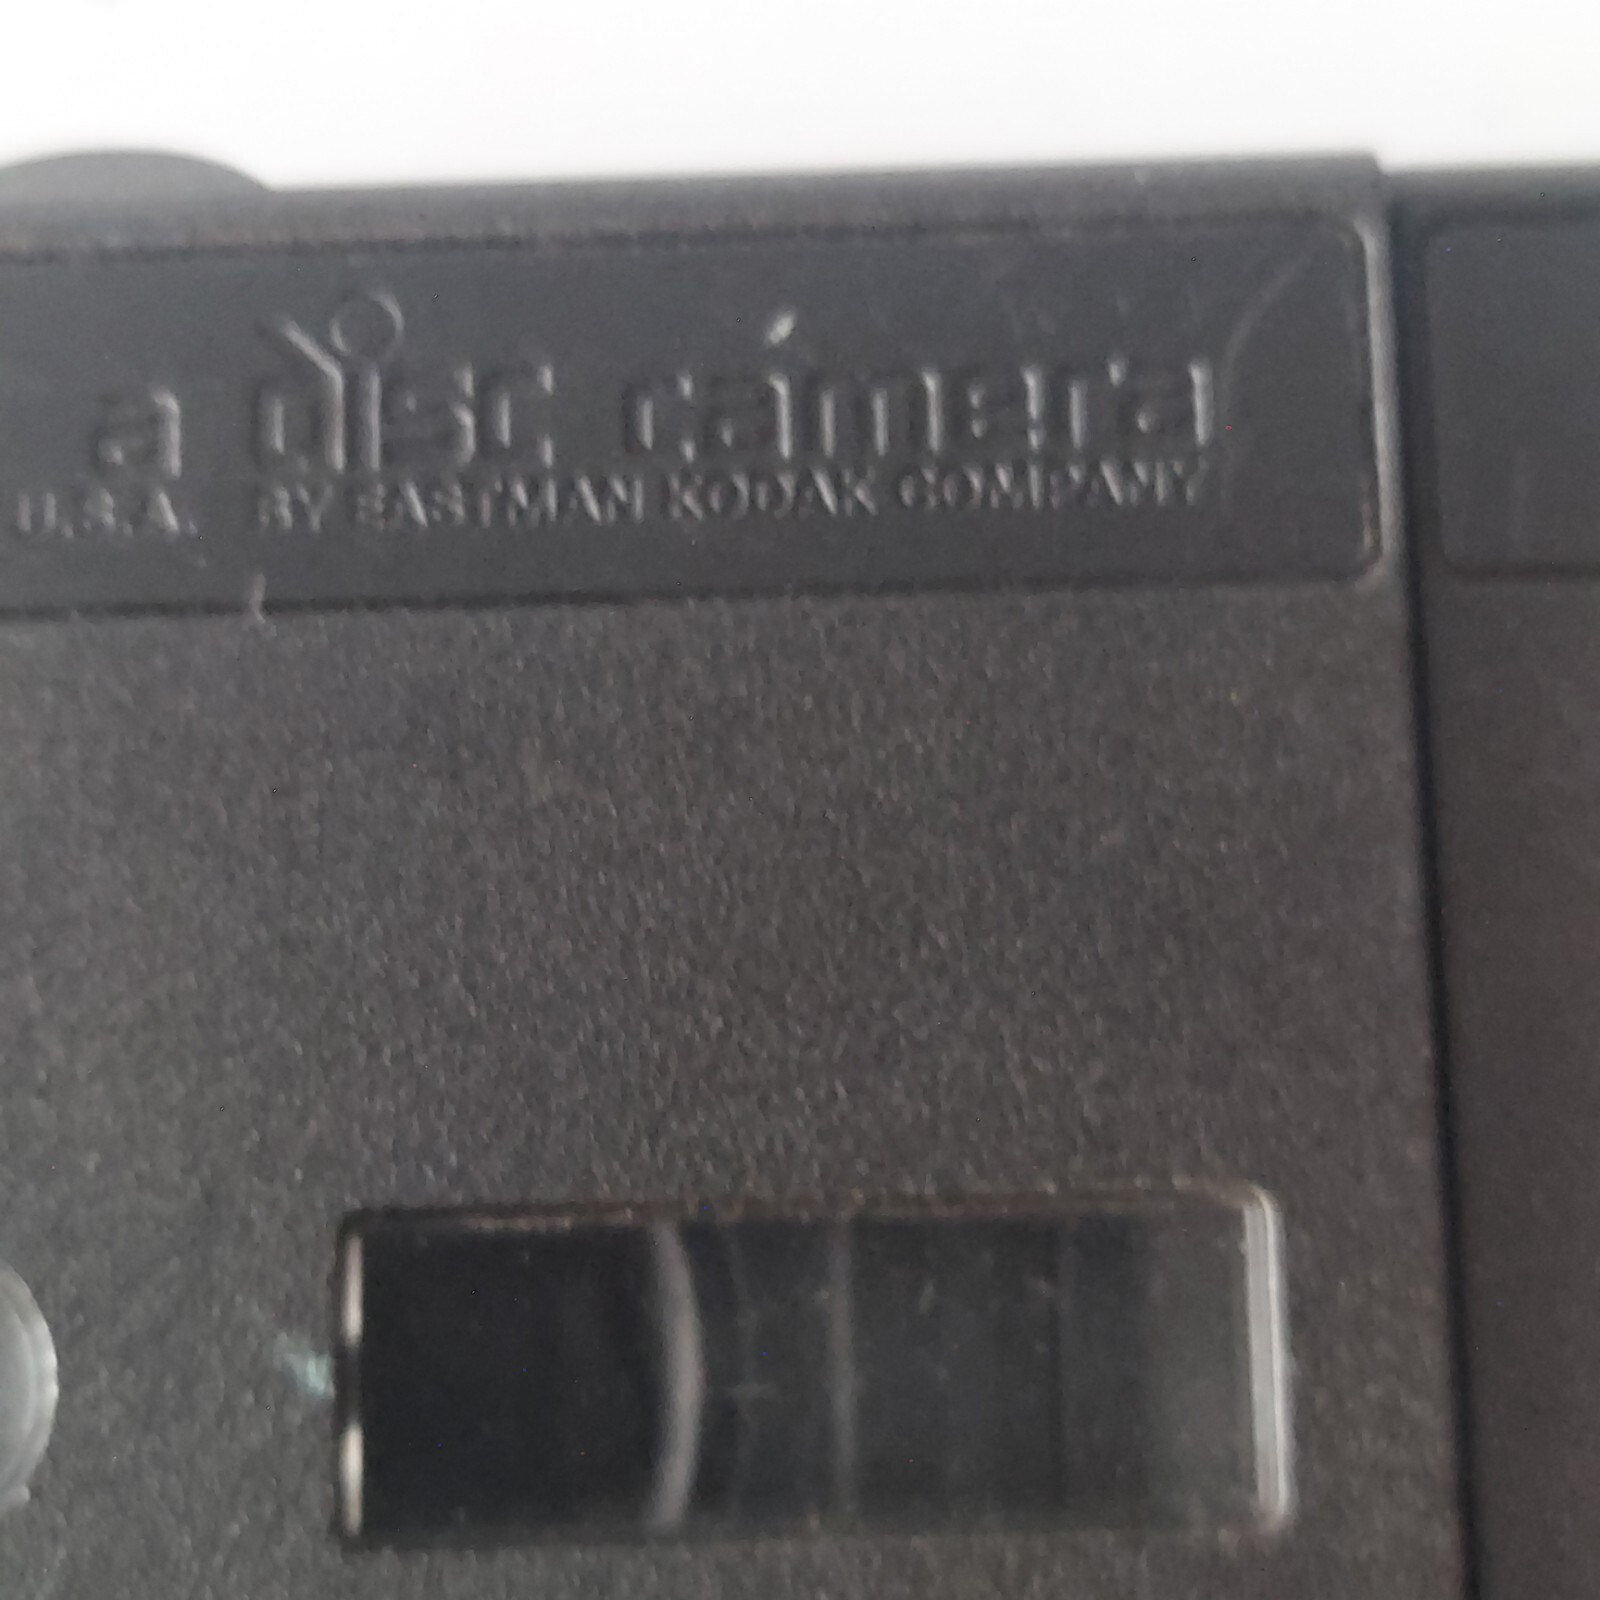 a disc camera
U.S.A. BY EASTMAN KODAK COMPANY